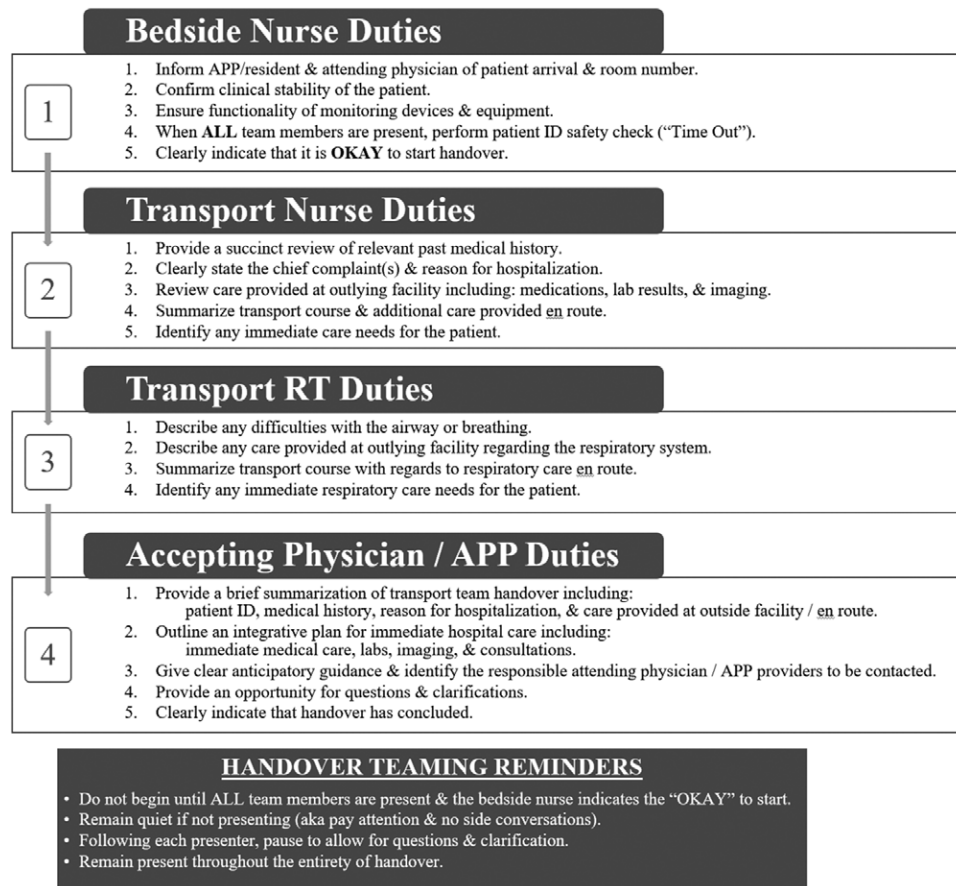 Bedside Nurse Duties
1
1. Inform APP/resident & attending physician of patient arrival & room number.
2. Confirm clinical stability of the patient.
3. Ensure functionality of monitoring devices & equipment.
4. When ALL team members are present, perform patient ID safety check (“Time Out”).
5. Clearly indicate that it is OKAY to start handover.
Transport Nurse Duties
2
1. Provide a succinct review of relevant past medical history.
2. Clearly state the chief complaint(s) & reason for hospitalization.
3. Review care provided at outlying facility including: medications, lab results, & imaging.
4. Summarize transport course & additional care provided en route.
5. Identify any immediate care needs for the patient.
Transport RT Duties
3
1. Describe any difficulties with the airway or breathing.
2. Describe any care provided at outlying facility regarding the respiratory system.
3. Summarize transport course with regards to respiratory care en route.
4. Identify any immediate respiratory care needs for the patient.
Accepting Physician / APP Duties
4
1. Provide a brief summarization of transport team handover including:
patient ID, medical history, reason for hospitalization, & care provided at outside facility / en route.
2. Outline an integrative plan for immediate hospital care including:
immediate medical care, labs, imaging, & consultations.
3. Give clear anticipatory guidance & identify the responsible attending physician / APP providers to be contacted.
4. Provide an opportunity for questions & clarifications.
5. Clearly indicate that handover has concluded.
HANDOVER TEAMING REMINDERS
• Do not begin until ALL team members are present & the bedside nurse indicates the “OKAY” to start.
• Remain quiet if not presenting (aka pay attention & no side conversations).
• Following each presenter, pause to allow for questions & clarification.
• Remain present throughout the entirety of handover.